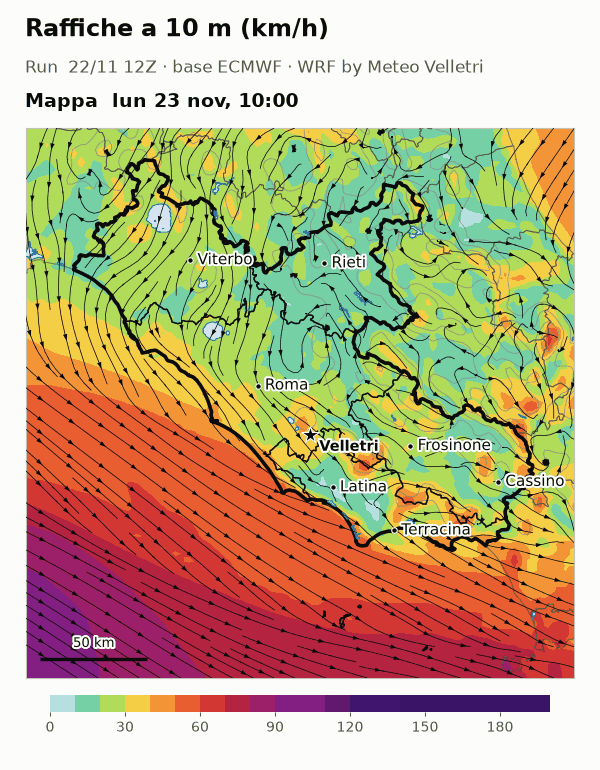 Raffiche a 10 m (km/h)
Run  22/11 12Z · base ECMWF · WRF by Meteo Velletri
Mappa  lun 23 nov, 10:00
Viterbo
Rieti
Roma
Velletri
Frosinone
Latina
Cassino
Terracina
50 km
0 30 60 90 120 150 180